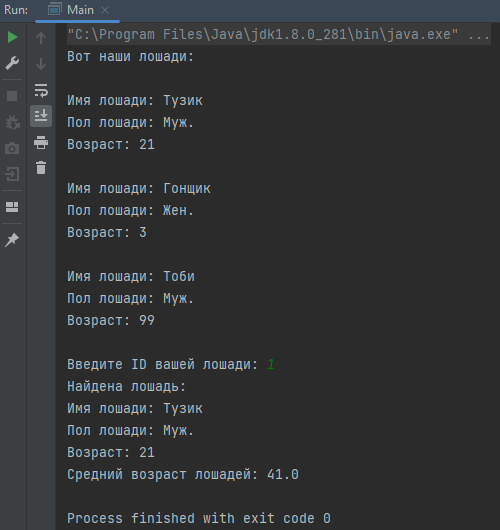 Run:
Main
"C:\Program Files\Java\jdk1.8.0_281\bin\java.exe" ...
Вот наши лошади:
Имя лошади: Тузик
Пол лошади: Муж.
Возраст: 21
Имя лошади: Гонщик
Пол лошади: Жен.
Возраст: 3
Имя лошади: Тоби
Пол лошади: Муж.
Возраст: 99
Введите ID вашей лошади: 1
Найдена лошадь:
Имя лошади: Тузик
Пол лошади: Муж.
Возраст: 21
Средний возраст лошадей: 41.0
Process finished with exit code 0